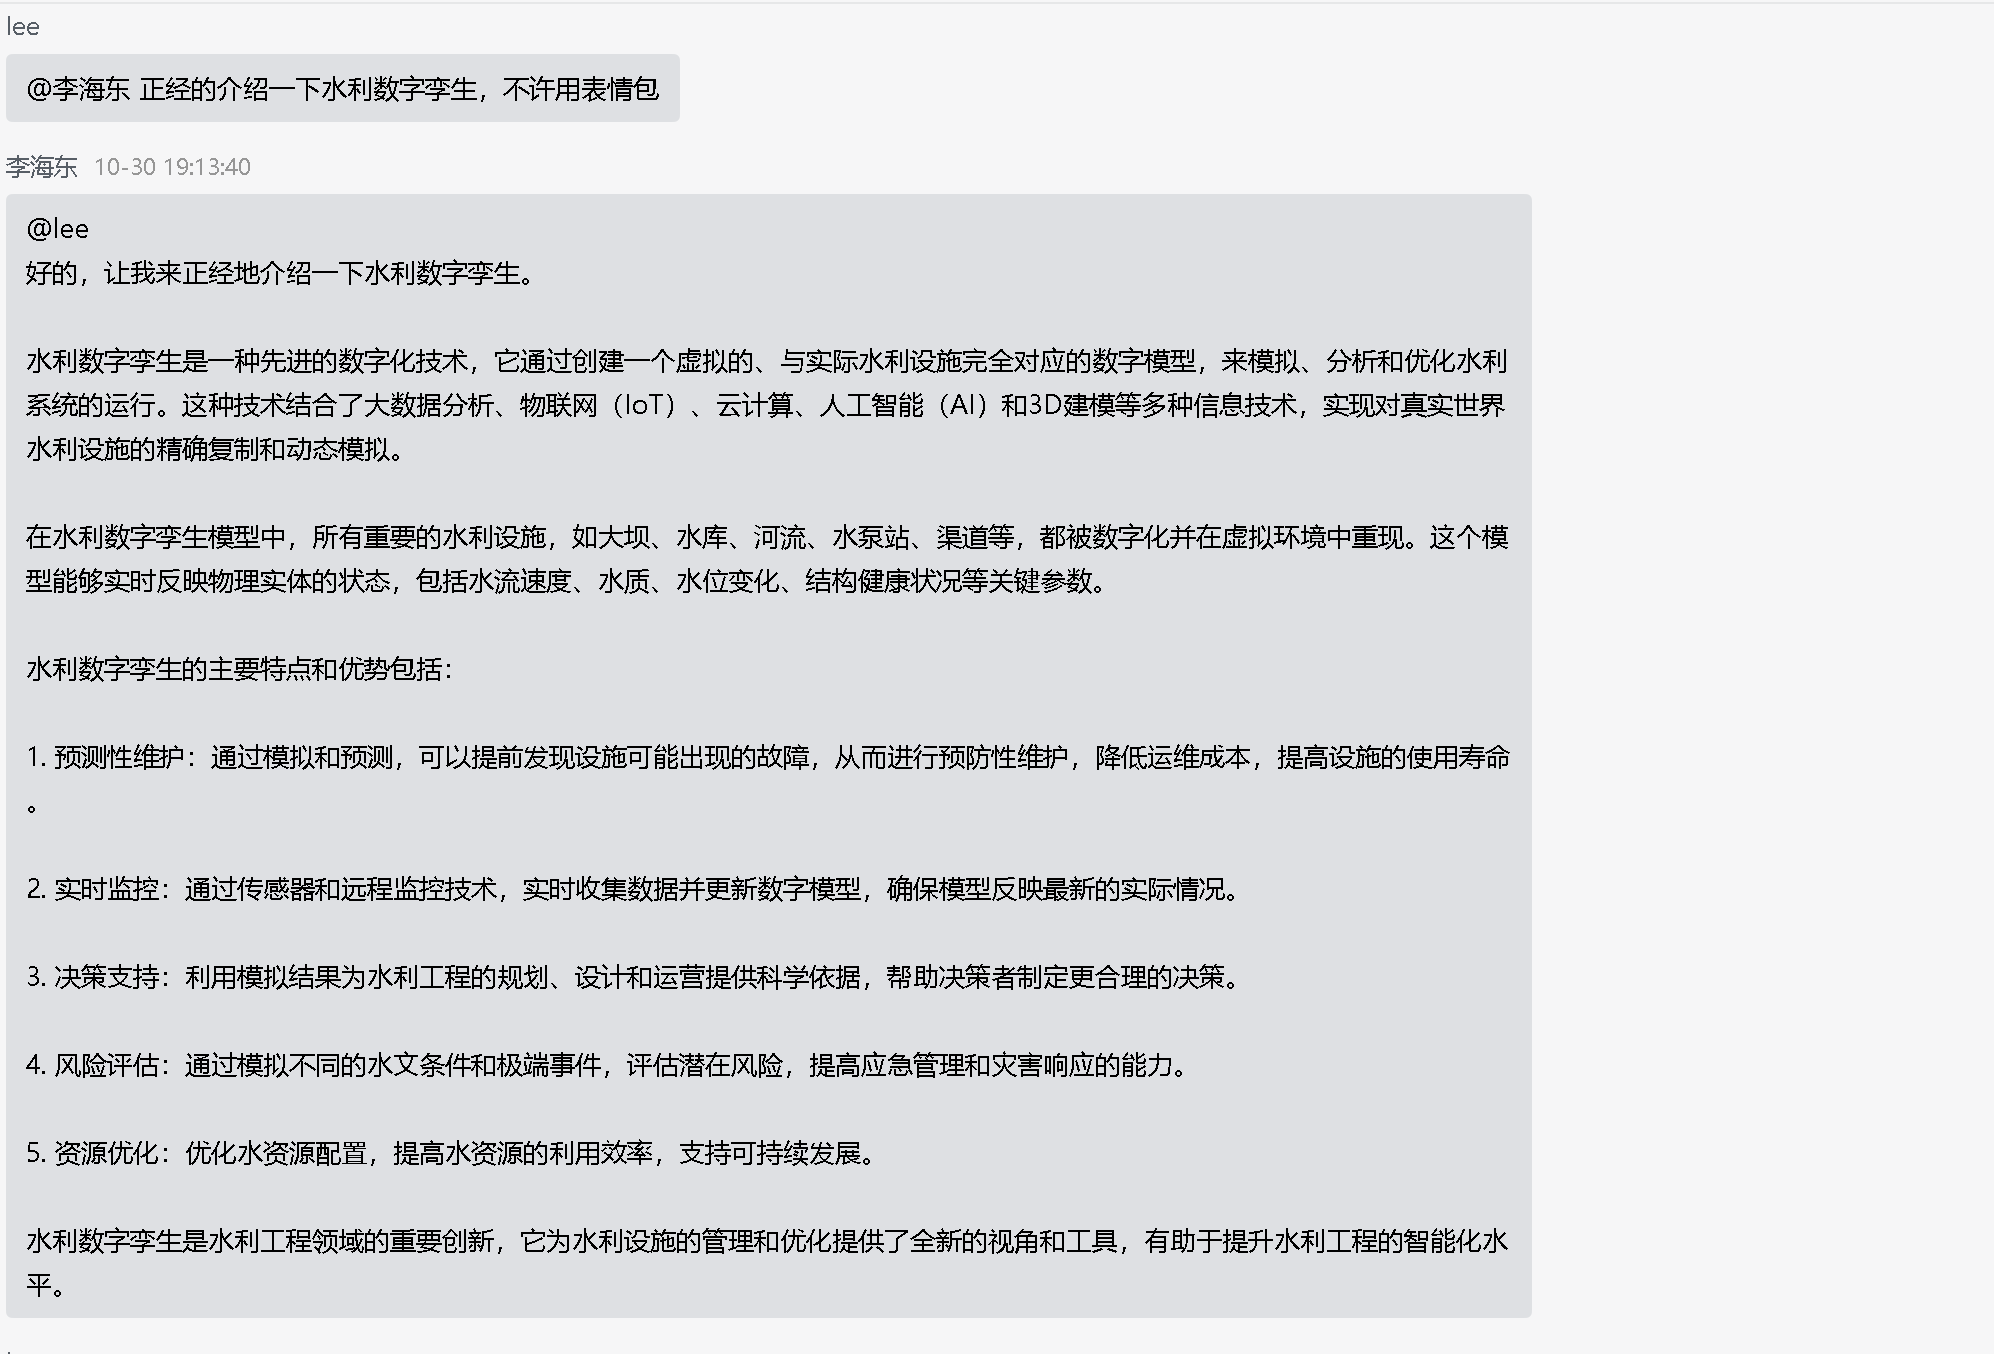 lee
@李海东 正经的介绍一下水利数字孪生，不许用表情包
李海东 10-30 19:13:40
@lee
好的，让我来正经地介绍一下水利数字孪生。
水利数字孪生是一种先进的数字化技术，它通过创建一个虚拟的、与实际水利设施完全对应的数字模型，来模拟、分析和优化水利
系统的运行。这种技术结合了大数据分析、物联网（IoT）、云计算、人工智能（AI）和3D建模等多种信息技术，实现对真实世界
水利设施的精确复制和动态模拟。
在水利数字孪生模型中，所有重要的水利设施，如大坝、水库、河流、水泵站、渠道等，都被数字化并在虚拟环境中重现。这个模
型能够实时反映物理实体的状态，包括水流速度、水质、水位变化、结构健康状况等关键参数。
水利数字孪生的主要特点和优势包括：
1. 预测性维护：通过模拟和预测，可以提前发现设施可能出现的故障，从而进行预防性维护，降低运维成本，提高设施的使用寿命
。
2. 实时监控：通过传感器和远程监控技术，实时收集数据并更新数字模型，确保模型反映最新的实际情况。
3. 决策支持：利用模拟结果为水利工程的规划、设计和运营提供科学依据，帮助决策者制定更合理的决策。
4. 风险评估：通过模拟不同的水文条件和极端事件，评估潜在风险，提高应急管理和灾害响应的能力。
5. 资源优化：优化水资源配置，提高水资源的利用效率，支持可持续发展。
水利数字孪生是水利工程领域的重要创新，它为水利设施的管理和优化提供了全新的视角和工具，有助于提升水利工程的智能化水
平。